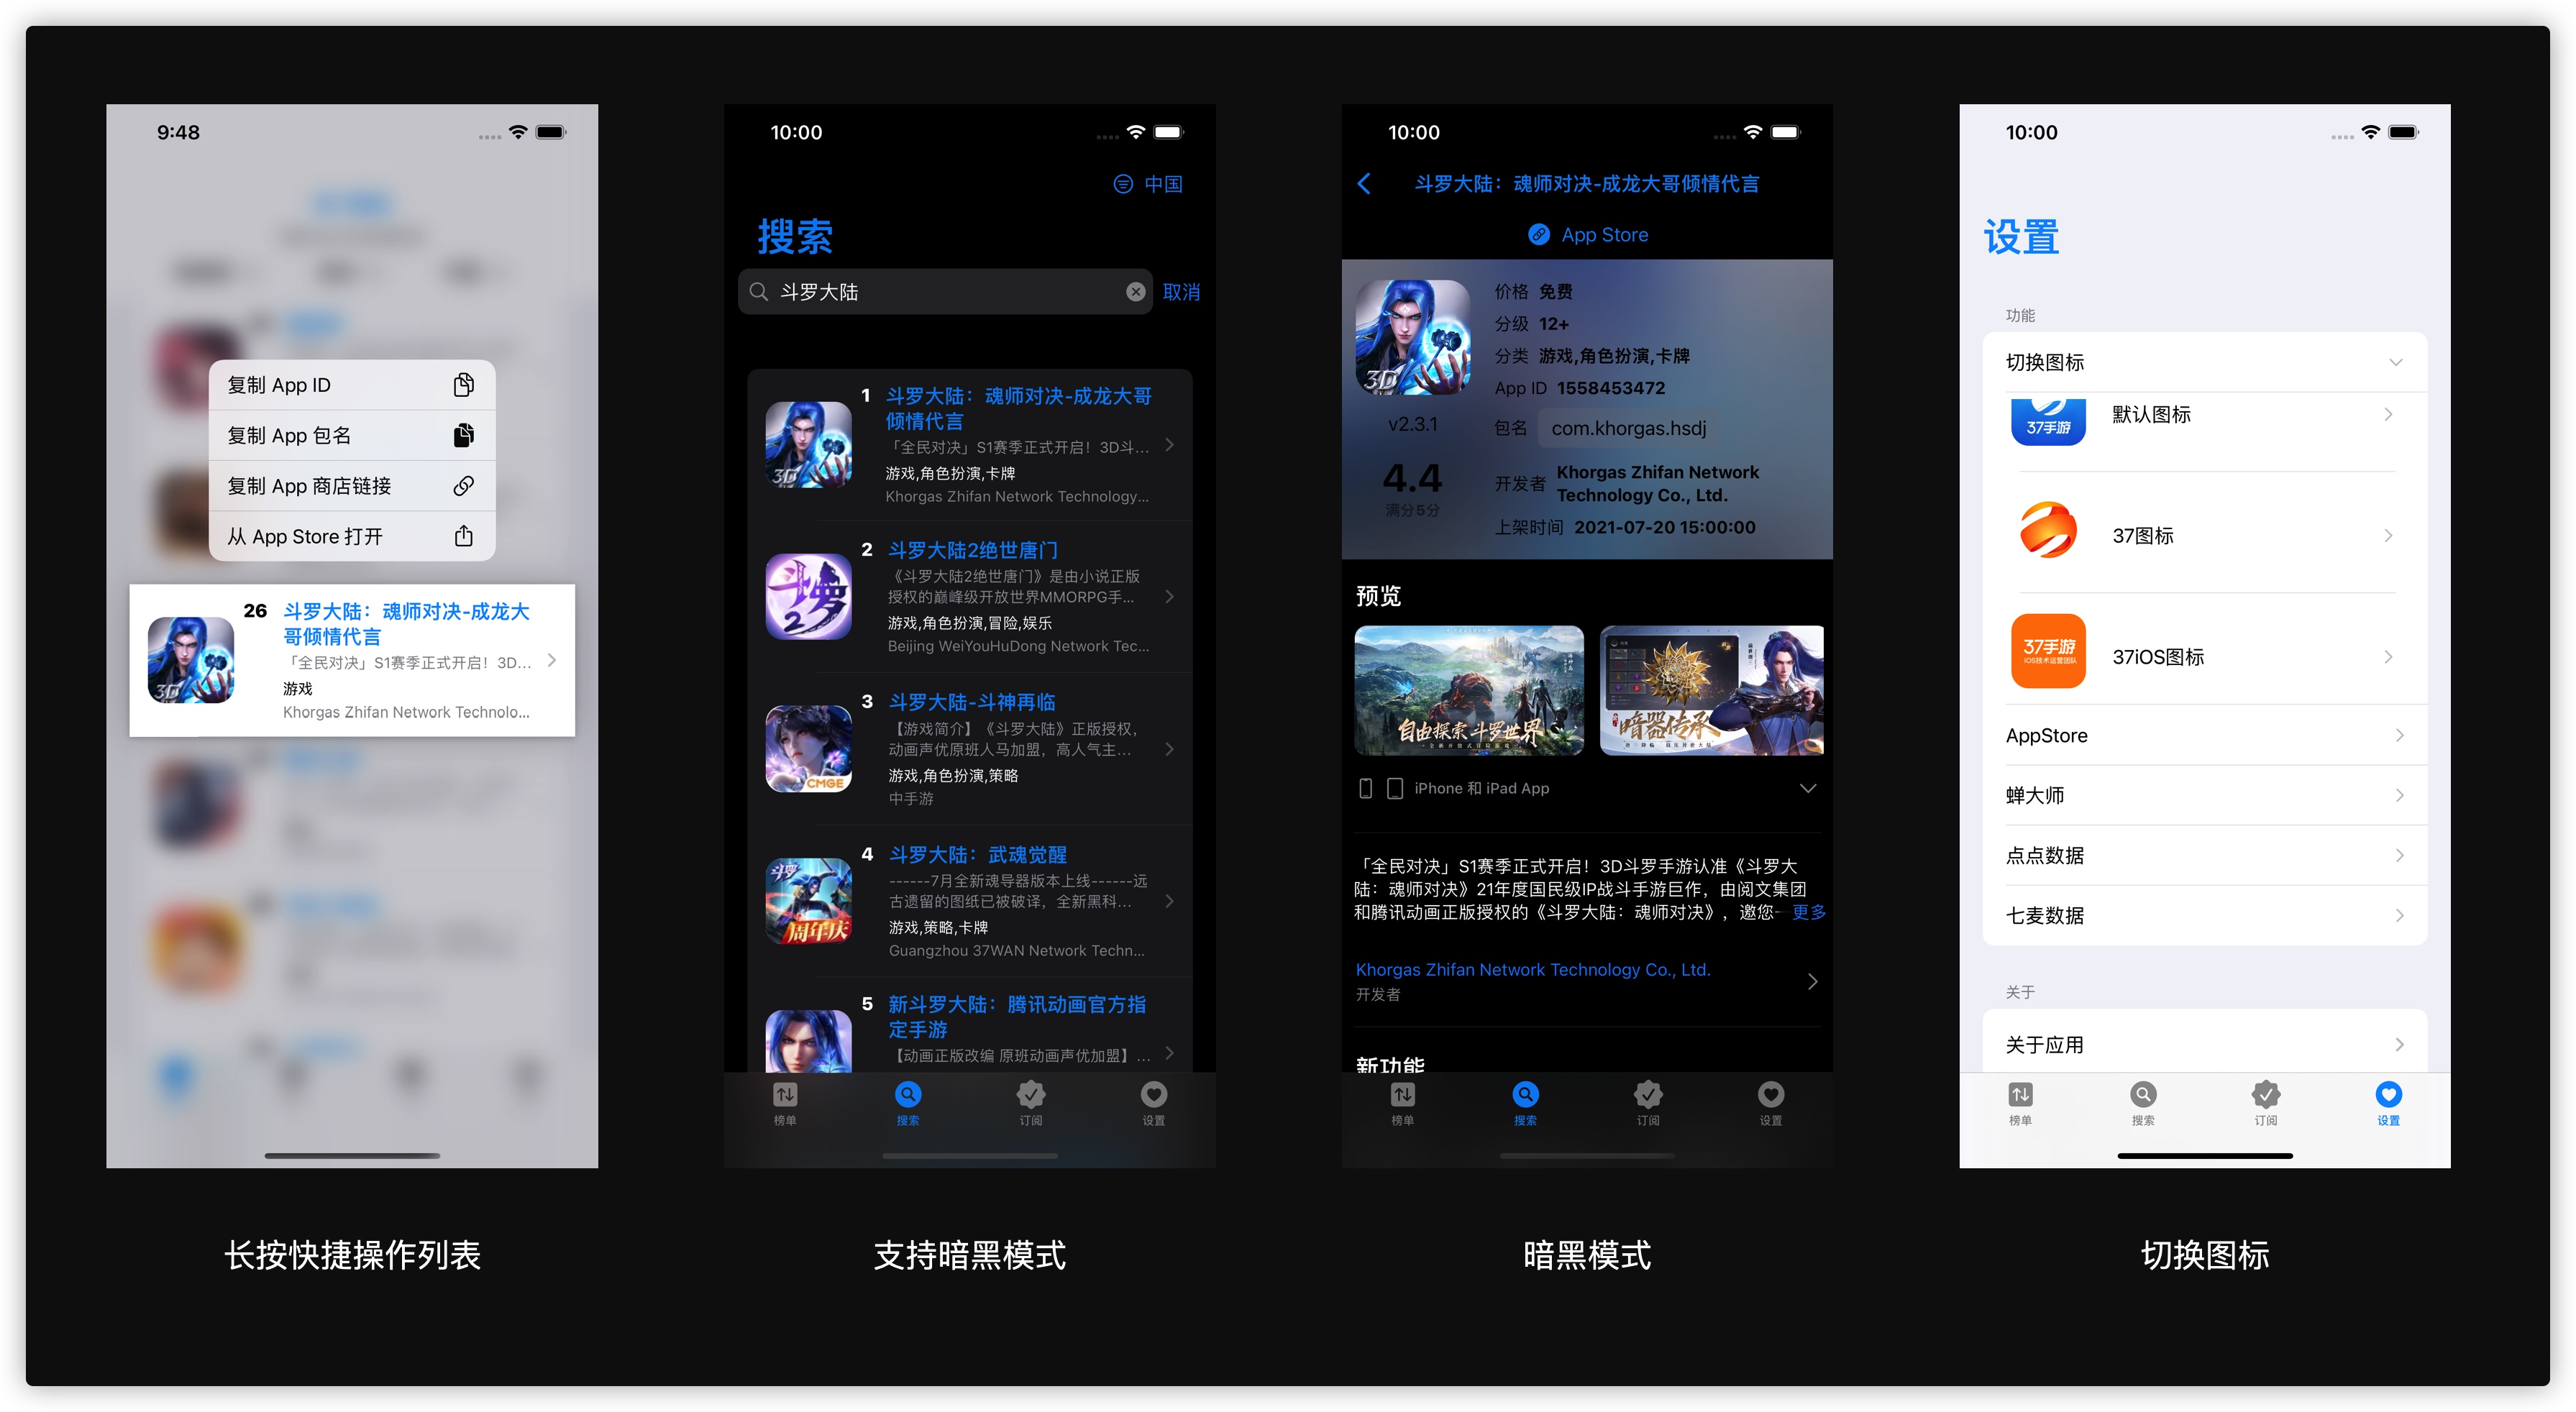 9:48
复制 App ID
复制 App 包名
复制 App 商店链接
从 App Store 打开
26
斗罗大陆：魂师对决-成龙大
哥倾情代言
「全民对决」S1赛季正式开启！3D...
游戏
Khorgas Zhifan Network Technolo...
3D
长按快捷操作列表
10:00
中国
搜索
斗罗大陆
取消
1
斗罗大陆：魂师对决-成龙大哥
倾情代言
「全民对决」S1赛季正式开启！3D斗...
游戏,角色扮演,卡牌
Khorgas Zhifan Network Technology...
3D
2
斗罗大陆2绝世唐门
《斗罗大陆2绝世唐门》是由小说正版
授权的巅峰级开放世界MMORPG手...
游戏,角色扮演,冒险,娱乐
Beijing WeiYouHuDong Network Tec...
斗罗
2
3
斗罗大陆-斗神再临
【游戏简介】《斗罗大陆》正版授权，
动画声优原班人马加盟，高人气主...
游戏,角色扮演,策略
中手游
CMGE
4
斗罗大陆：武魂觉醒
------7月全新魂导器版本上线------远
古遗留的图纸已被破译，全新黑科...
游戏,策略,卡牌
Guangzhou 37WAN Network Techn...
斗罗
周年庆
5
新斗罗大陆：腾讯动画官方指
定手游
【动画正版改编 原班动画声优加盟】...
榜单
搜索
订阅
设置
支持暗黑模式
10:00
斗罗大陆：魂师对决-成龙大哥倾情代言
App Store
3D
v2.3.1
4.4
满分5分
价格 免费
分级 12+
分类 游戏,角色扮演,卡牌
App ID 1558453472
包名 com.khorgas.hsdj
开发者 Khorgas Zhifan Network
Technology Co., Ltd.
上架时间 2021-07-20 15:00:00
预览
自由探索 斗罗世界
暗器传承
iPhone 和 iPad App
「全民对决」S1赛季正式开启！3D斗罗手游认准《斗罗大
陆：魂师对决》21年度国民级IP战斗手游巨作，由阅文集团
和腾讯动画正版授权的《斗罗大陆：魂师对决》，邀您 更多
Khorgas Zhifan Network Technology Co., Ltd.
开发者
新功能
榜单
搜索
订阅
设置
暗黑模式
10:00
设置
功能
切换图标
37手游
默认图标
37图标
37手游
iOS技术运营团队
37iOS图标
AppStore
蝉大师
点点数据
七麦数据
关于
关于应用
榜单
搜索
订阅
设置
切换图标